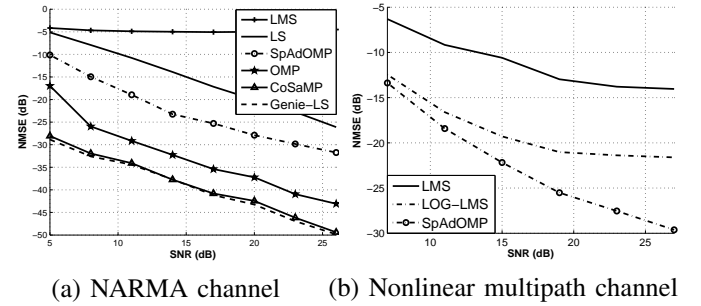 0
−5
−10
−15
−20
−25
−30
−35
−40
−45
−50
NMSE (dB)
5
10
15
20
25
SNR (dB)
LMS
LS
SpAdOMP
OMP
CoSaMP
Genie−LS
(a) NARMA channel
−5
−10
−15
−20
−25
−30
NMSE (dB)
10
15
20
25
SNR (dB)
LMS
LOG−LMS
SpAdOMP
(b) Nonlinear multipath channel